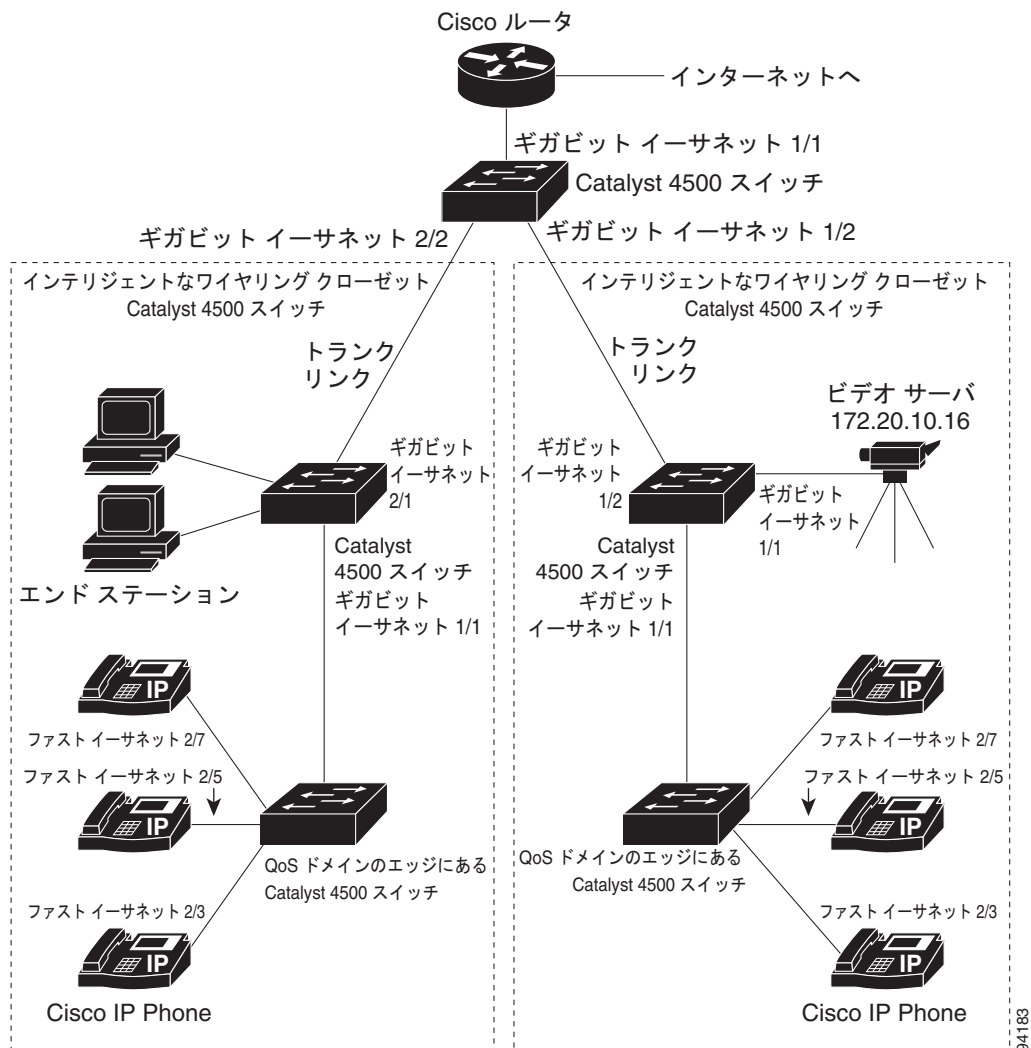 Cisco ルータ
インターネットへ
ギガビット イーサネット 1/1
Catalyst 4500 スイッチ
ギガビット イーサネット 2/2
ギガビット イーサネット 1/2
インテリジェントなワイヤリング クローゼット
Catalyst 4500 スイッチ
インテリジェントなワイヤリング クローゼット
Catalyst 4500 スイッチ
トランク
リンク
トランク
リンク
ビデオ サーバ
172.20.10.16
ギガビット
イーサネット
2/1
ギガビット
イーサネット
1/2
ギガビット
イーサネット
1/1
エンド ステーション
Catalyst
4500 スイッチ
ギガビット
イーサネット 1/1
Catalyst
4500 スイッチ
ギガビット
イーサネット 1/1
IP
ファスト イーサネット 2/7
ファスト イーサネット 2/5
IP
QoS ドメインのエッジにある
Catalyst 4500 スイッチ
ファスト イーサネット 2/3
IP
Cisco IP Phone
IP
ファスト イーサネット 2/7
ファスト イーサネット 2/5
IP
QoS ドメインのエッジにある
Catalyst 4500 スイッチ
ファスト イーサネット 2/3
IP
Cisco IP Phone
94183